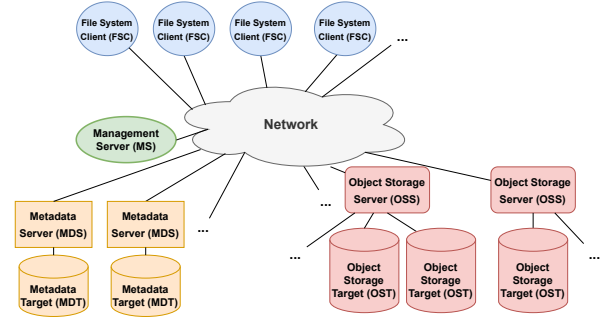 File System
Client (FSC)
File System
Client (FSC)
File System
Client (FSC)
File System
Client (FSC)
...
Network
Management
Server (MS)
Object Storage
Server (OSS)
Object Storage
Server (OSS)
...
Metadata
Server (MDS)
Metadata
Server (MDS)
...
...
...
Metadata
Target (MDT)
Metadata
Target (MDT)
Object
Storage
Target (OST)
Object
Storage
Target (OST)
Object
Storage
Target (OST)